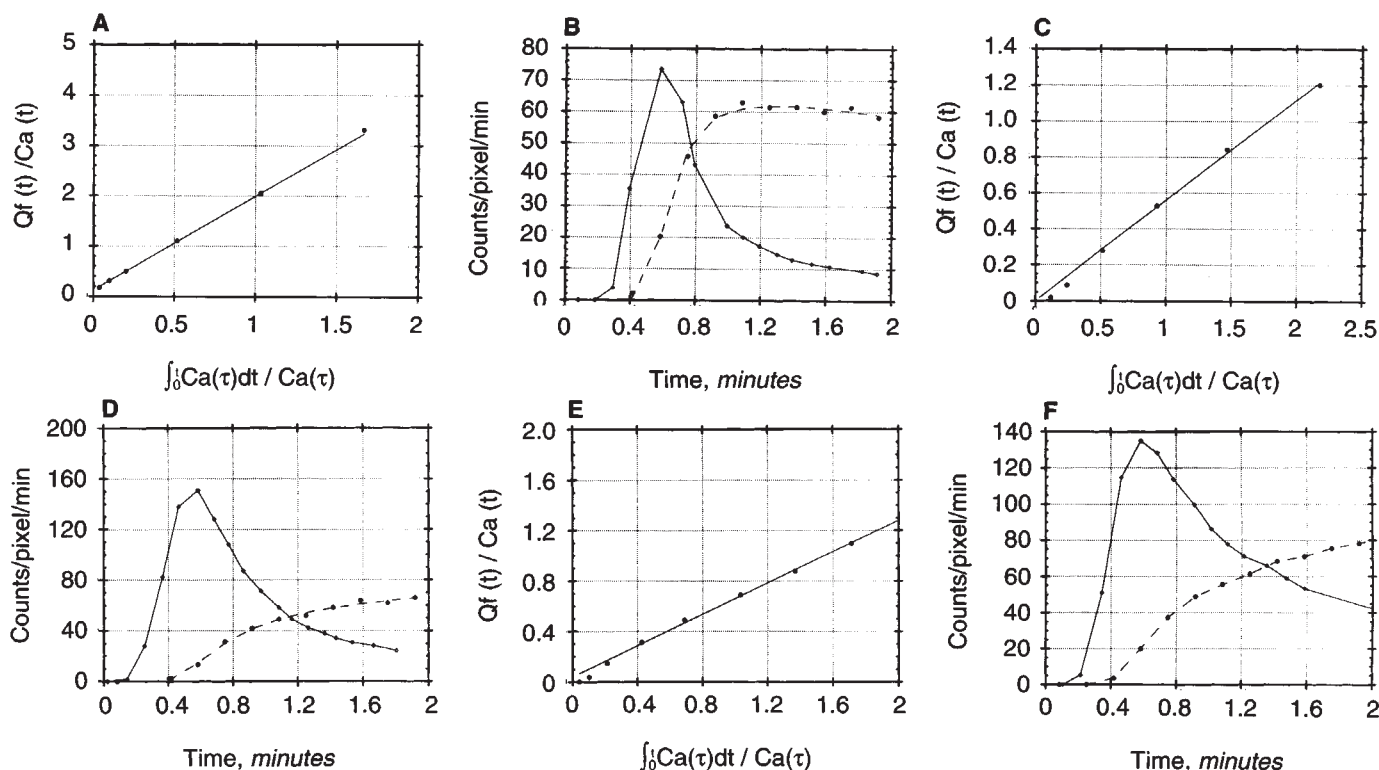 A
Qf (t) /Ca (t)
5
4
3
2
1
0
0 0.5 1 1.5 2
∫₀ᵗCa(τ)dt / Ca(τ)
B
Counts/pixel/min
80
70
60
50
40
30
20
10
0
0 0.4 0.8 1.2 1.6 2
Time, minutes
C
Qf (t) / Ca (t)
1.4
1.2
1.0
0.8
0.6
0.4
0.2
0
0 0.5 1 1.5 2 2.5
∫₀ᵗCa(τ)dt / Ca(τ)
D
Counts/pixel/min
200
160
120
80
40
0
0 0.4 0.8 1.2 1.6 2
Time, minutes
E
Qf (t) / Ca (t)
2.0
1.6
1.2
0.8
0.4
0
0 0.4 0.8 1.2 1.6 2
∫₀ᵗCa(τ)dt / Ca(τ)
F
Counts/pixel/min
140
120
100
80
60
40
20
0
0 0.4 0.8 1.2 1.6 2
Time, minutes